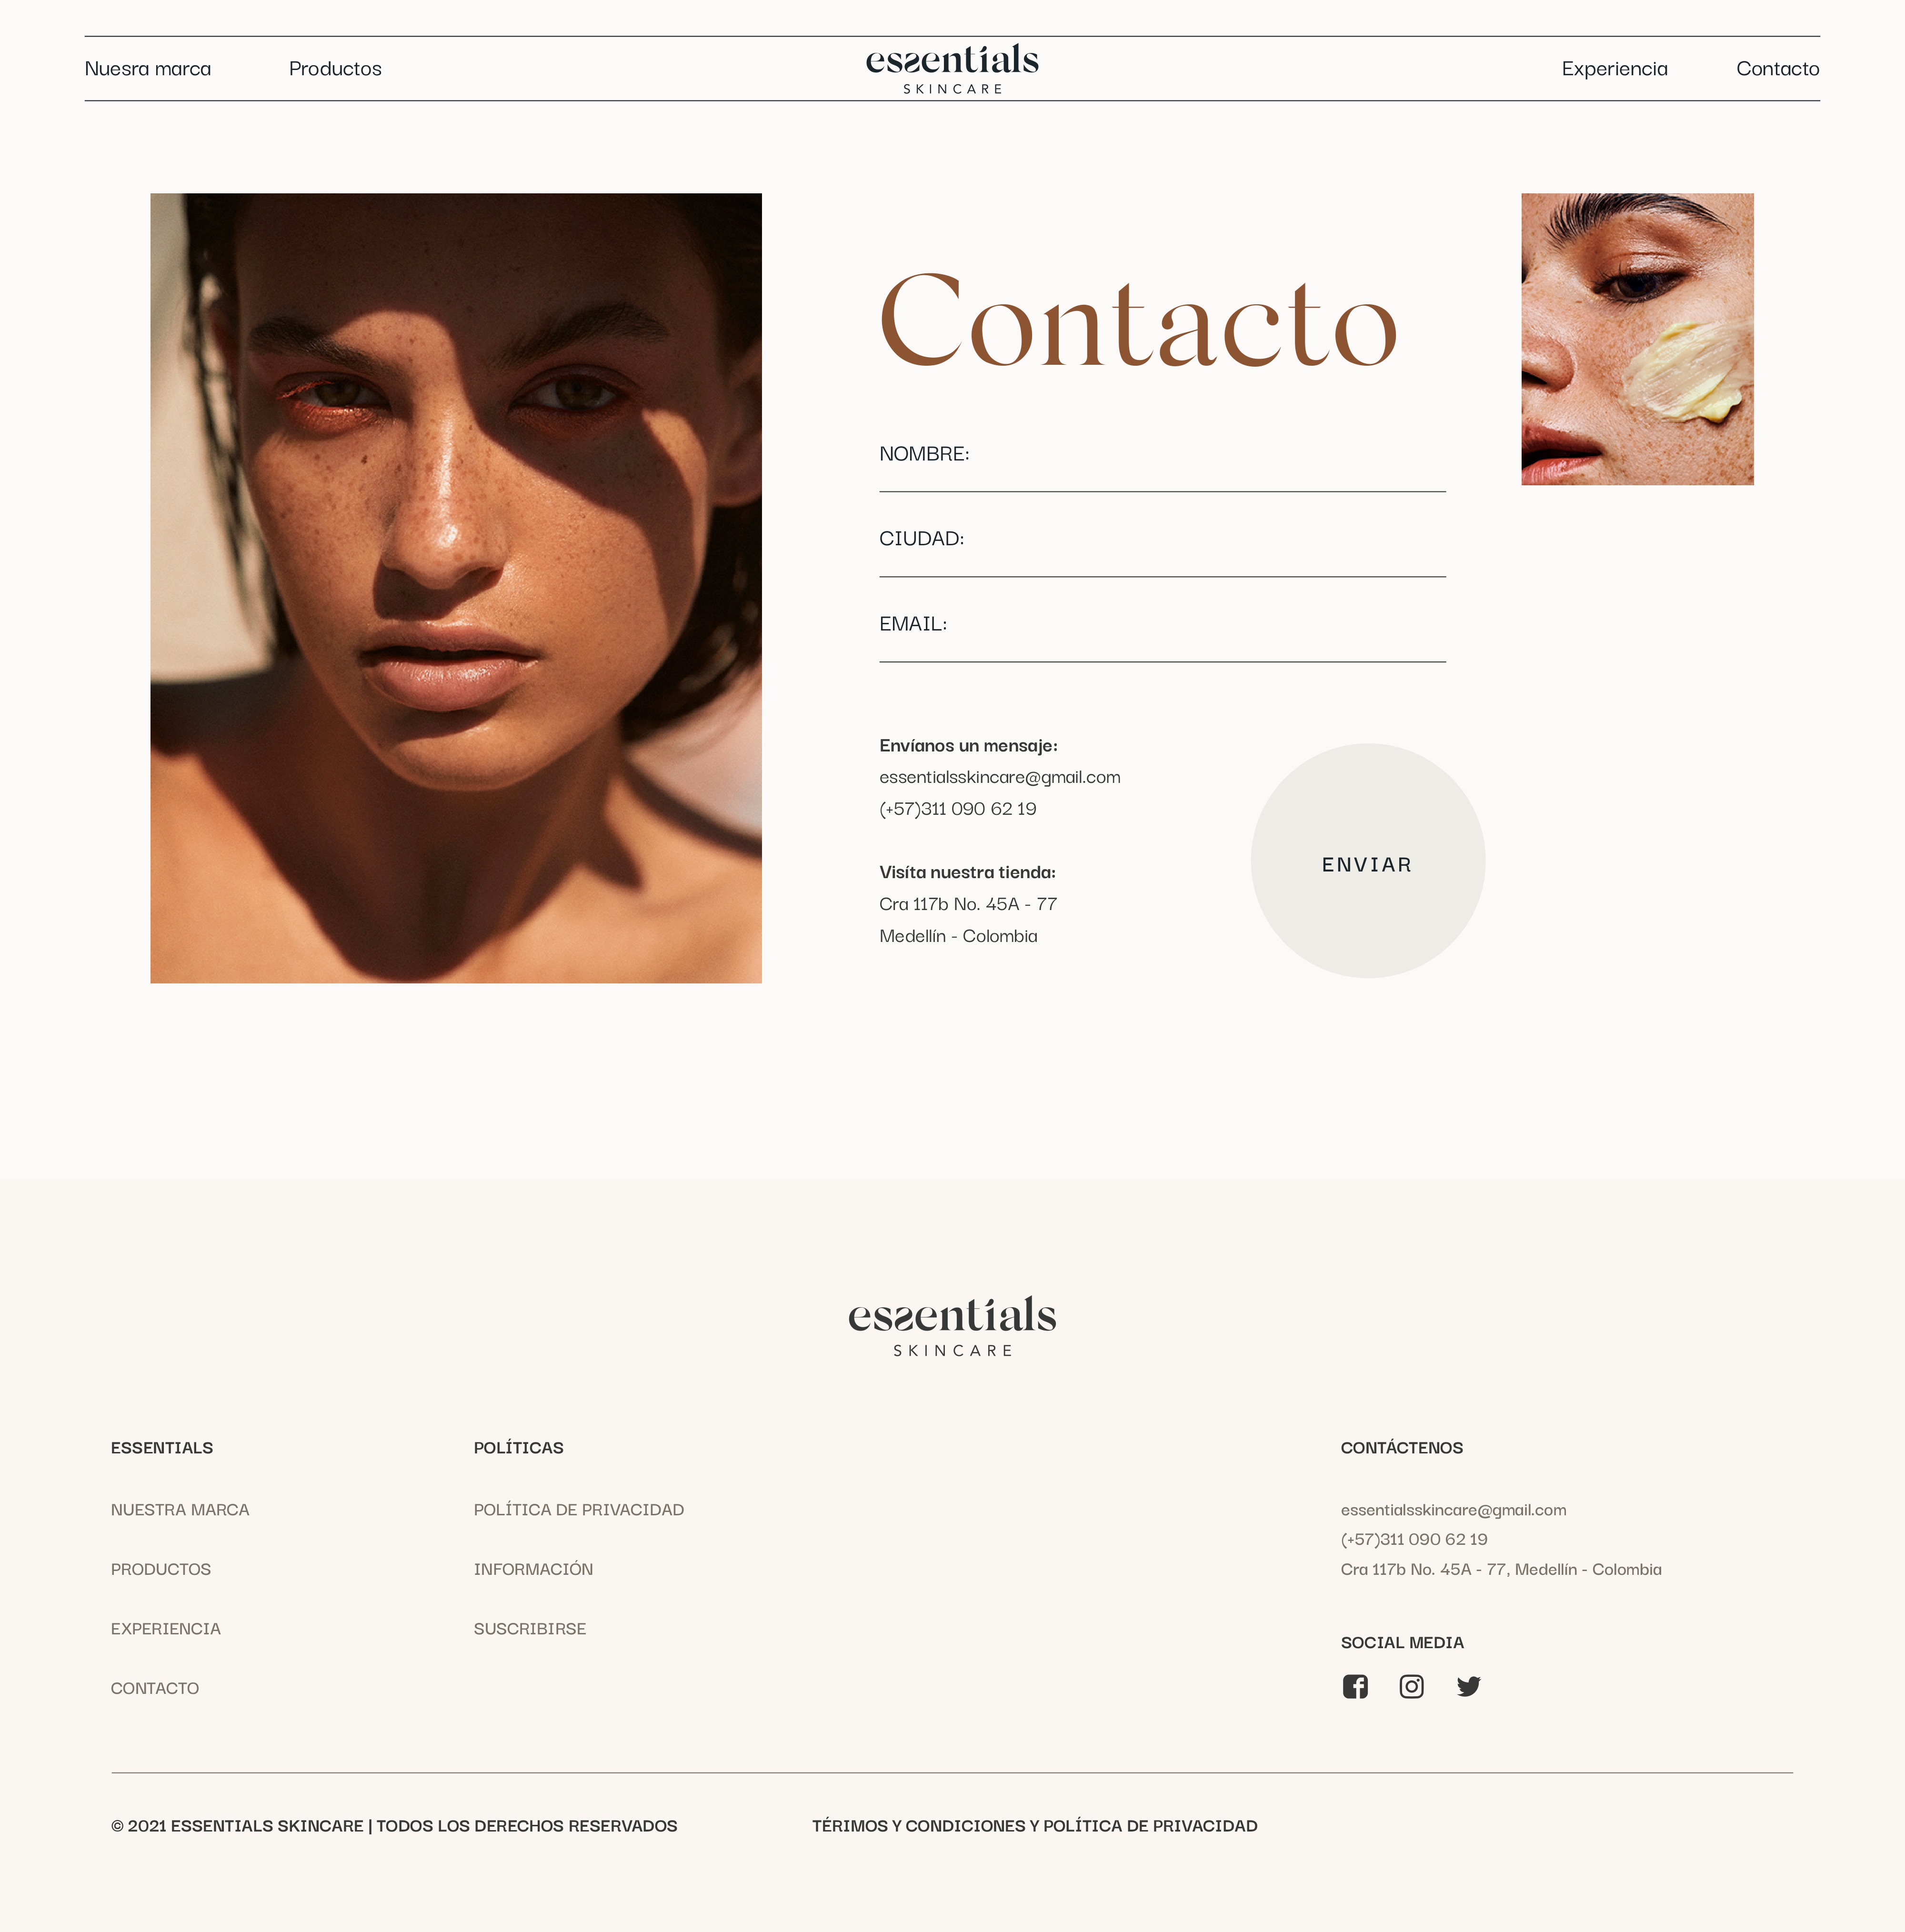 Nuesra marca
Productos
essentials
SKINCARE
Experiencia
Contacto
Contacto
NOMBRE:
CIUDAD:
EMAIL:
Envíanos un mensaje:
essentialsskincare@gmail.com
(+57)311 090 62 19
Visíta nuestra tienda:
Cra 117b No. 45A - 77
Medellín - Colombia
ENVIAR
essentials
SKINCARE
ESSENTIALS
NUESTRA MARCA
PRODUCTOS
EXPERIENCIA
CONTACTO
POLÍTICAS
POLÍTICA DE PRIVACIDAD
INFORMACIÓN
SUSCRIBIRSE
CONTÁCTENOS
essentialsskincare@gmail.com
(+57)311 090 62 19
Cra 117b No. 45A - 77, Medellín - Colombia
SOCIAL MEDIA
© 2021 ESSENTIALS SKINCARE | TODOS LOS DERECHOS RESERVADOS
TÉRIMOS Y CONDICIONES Y POLÍTICA DE PRIVACIDAD